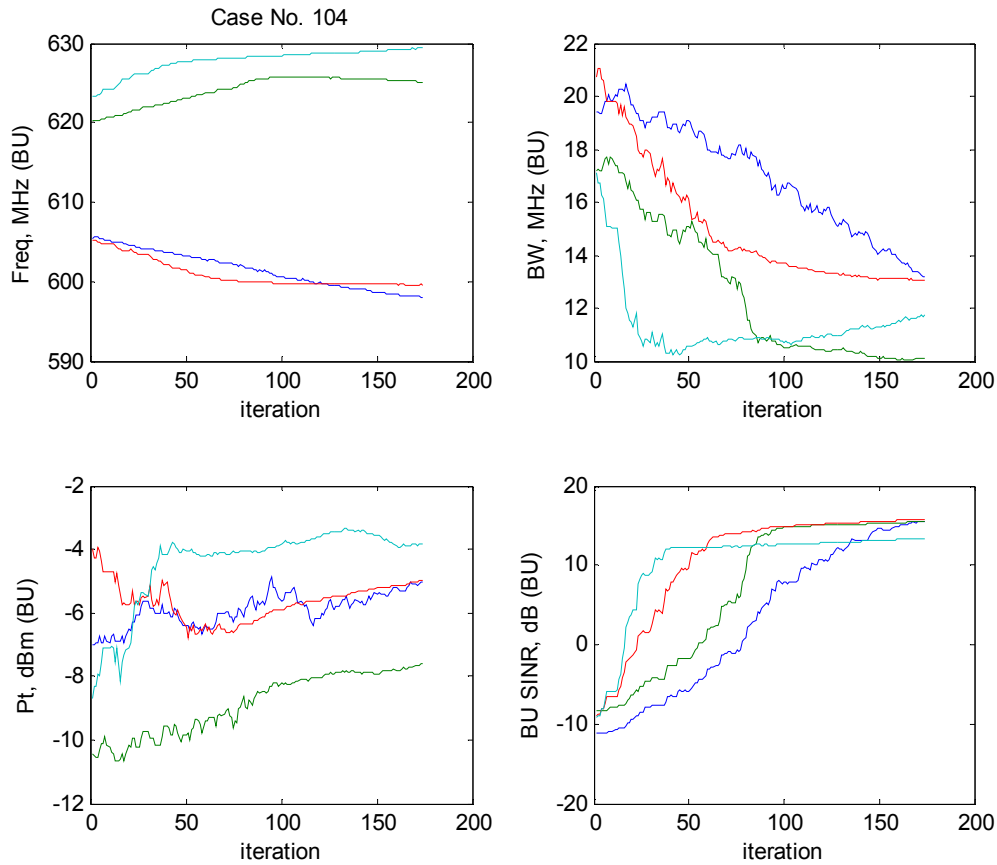 Case No. 104
Freq, MHz (BU)
630
620
610
600
590
0 50 100 150 200
iteration
BW, MHz (BU)
22
20
18
16
14
12
10
0 50 100 150 200
iteration
Pt, dBm (BU)
-2
-4
-6
-8
-10
-12
0 50 100 150 200
iteration
BU SINR, dB (BU)
20
10
0
-10
-20
0 50 100 150 200
iteration